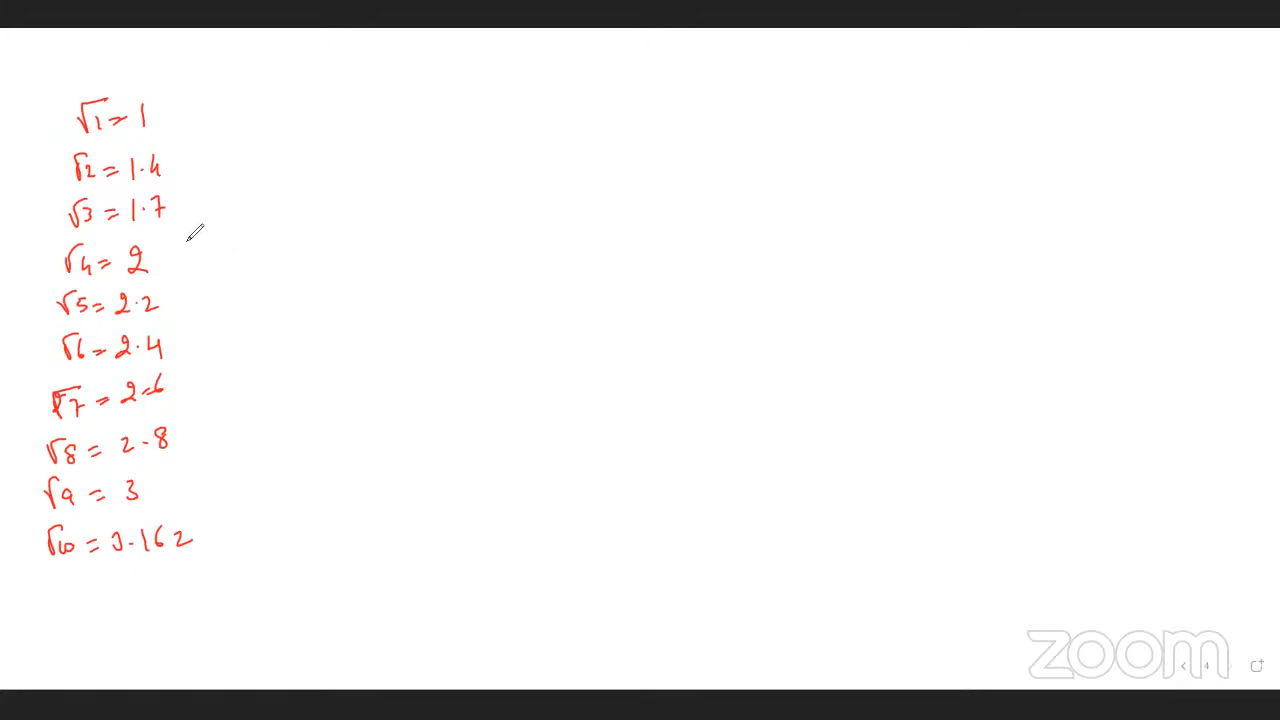 √1 = 1
√2 = 1.4
√3 = 1.7
√4 = 2
√5 = 2.2
√6 = 2.4
√7 = 2.6
√8 = 2.8
√9 = 3
√10 = 3.162
zoom
4